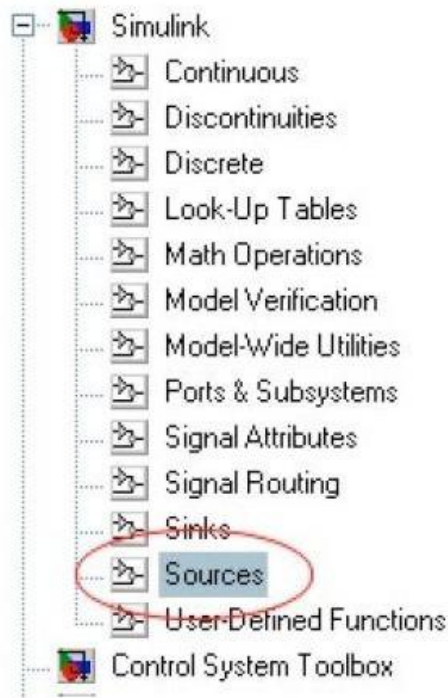 Simulink
Continuous
Discontinuities
Discrete
Look-Up Tables
Math Operations
Model Verification
Model-Wide Utilities
Ports & Subsystems
Signal Attributes
Signal Routing
Sinks
Sources
User-Defined Functions
Control System Toolbox